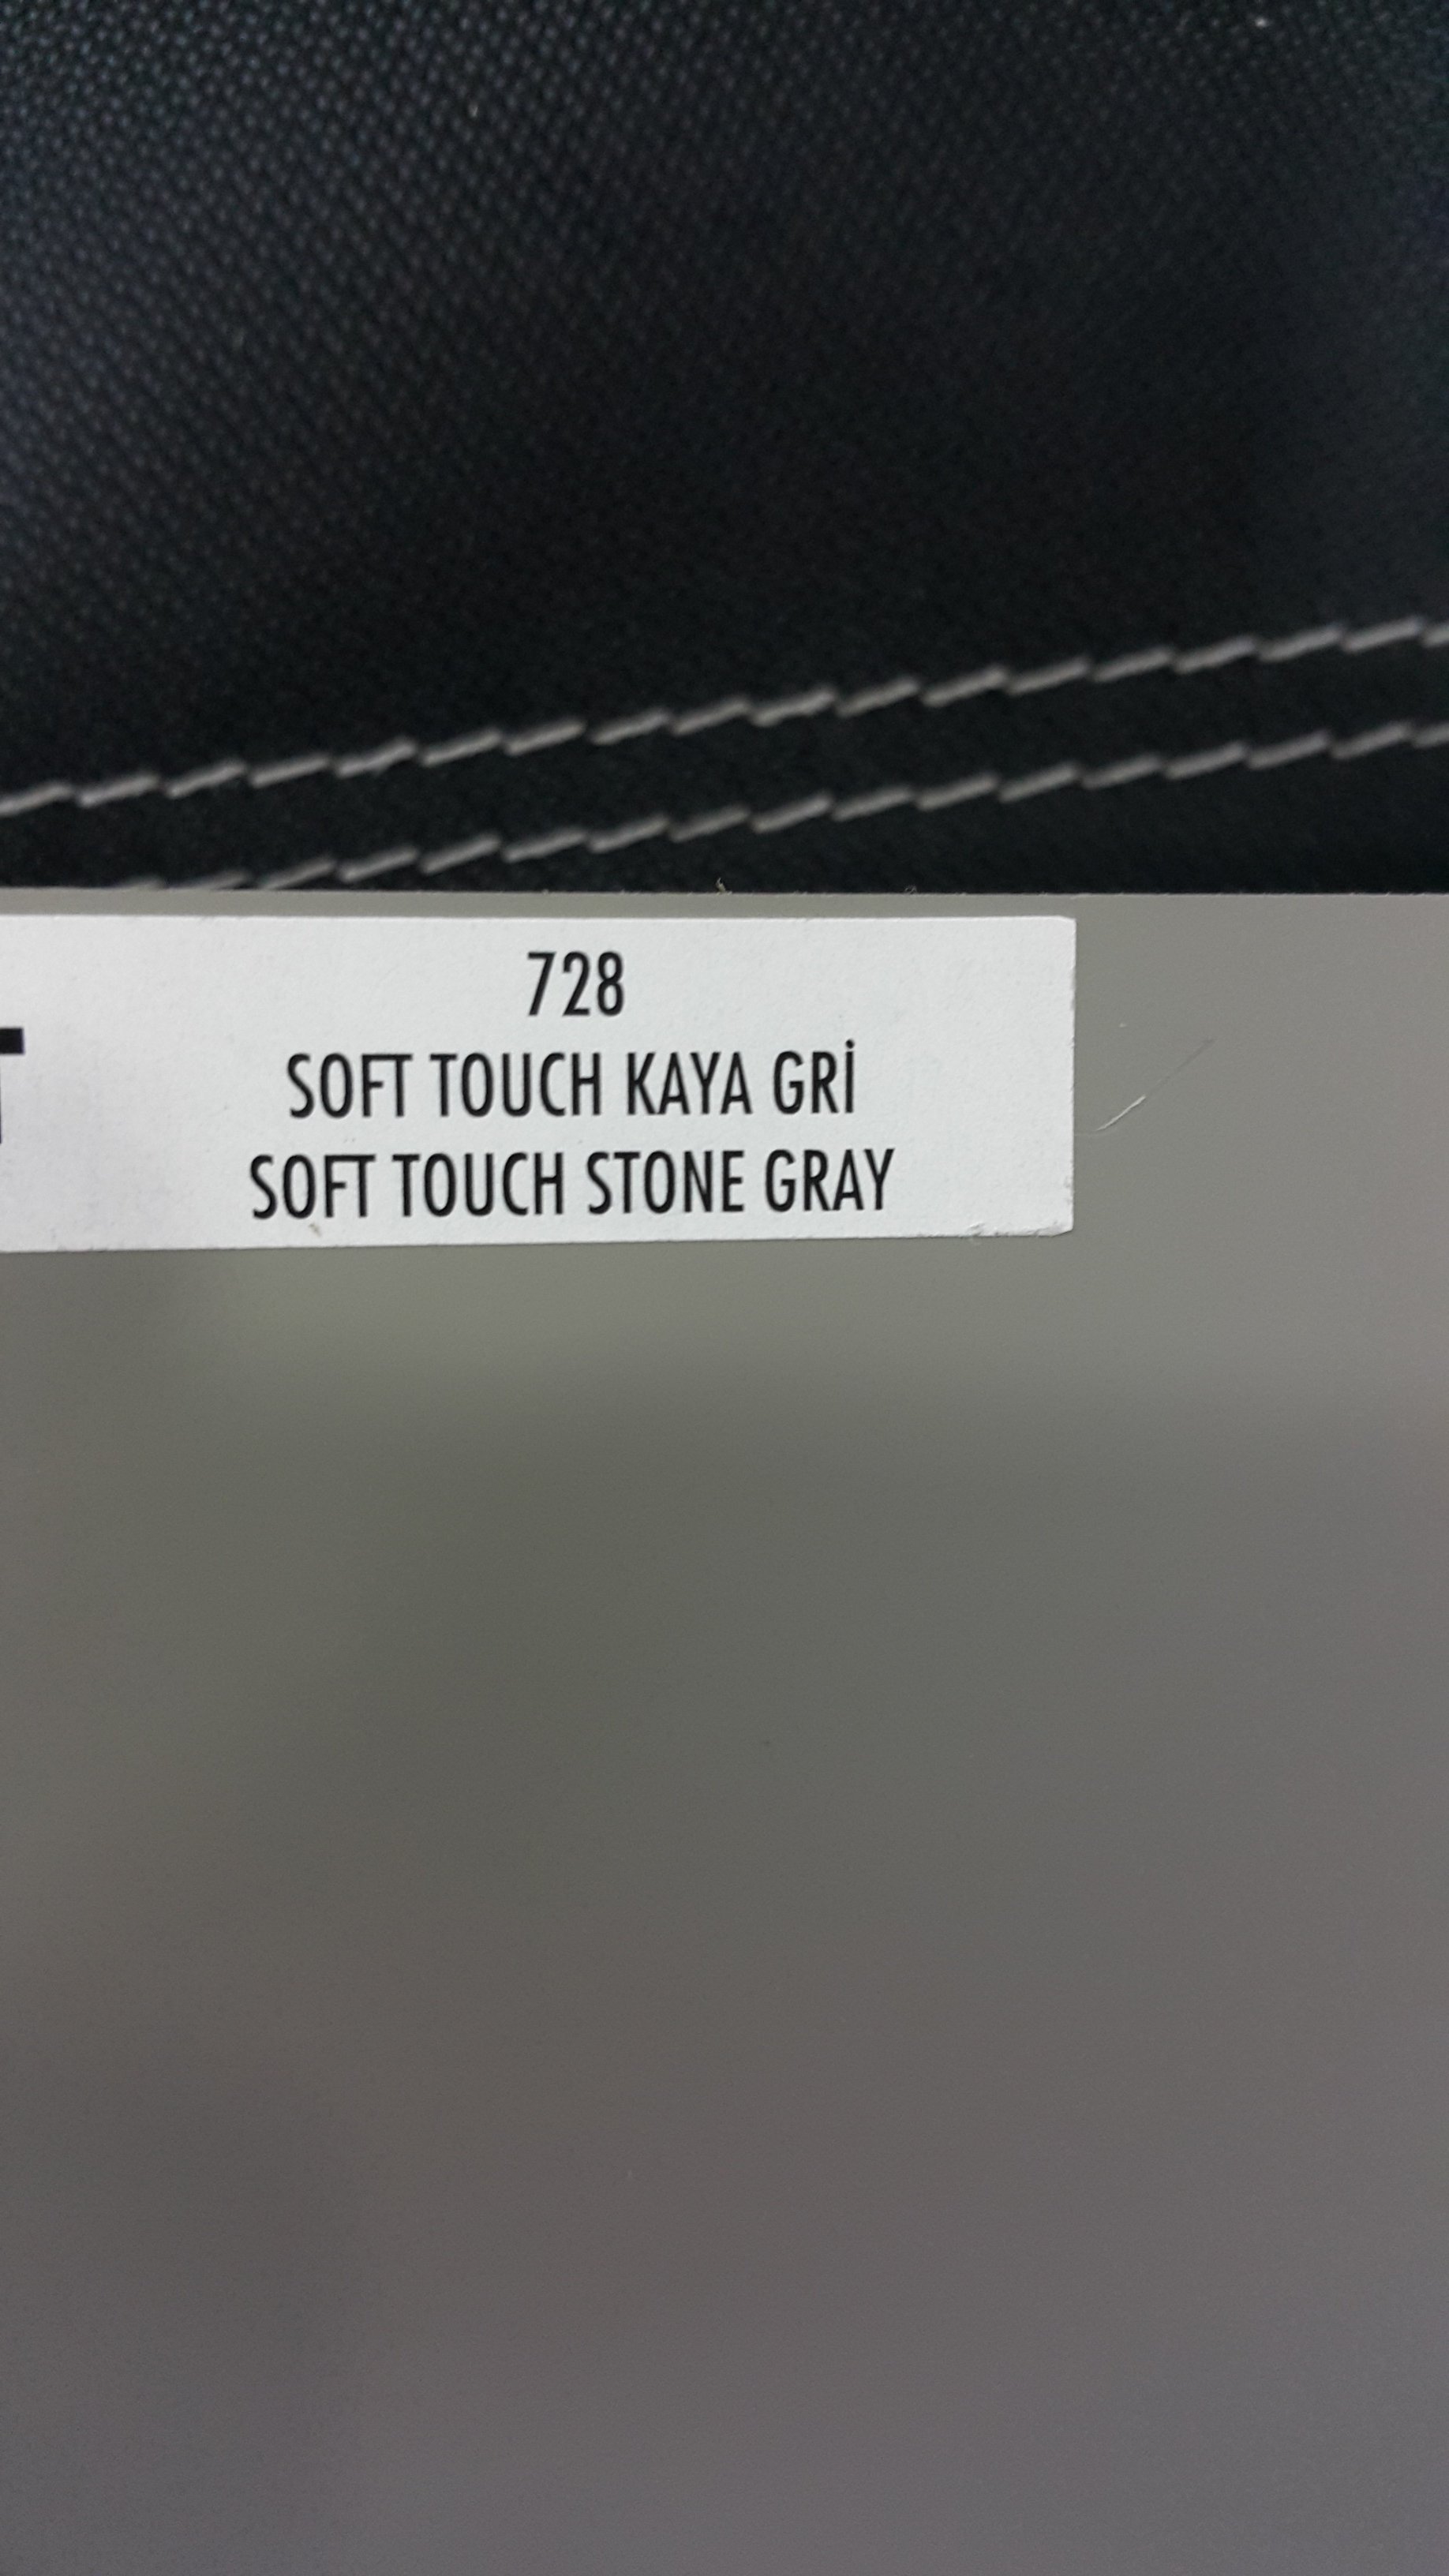 728
SOFT TOUCH KAYA GRİ
SOFT TOUCH STONE GRAY